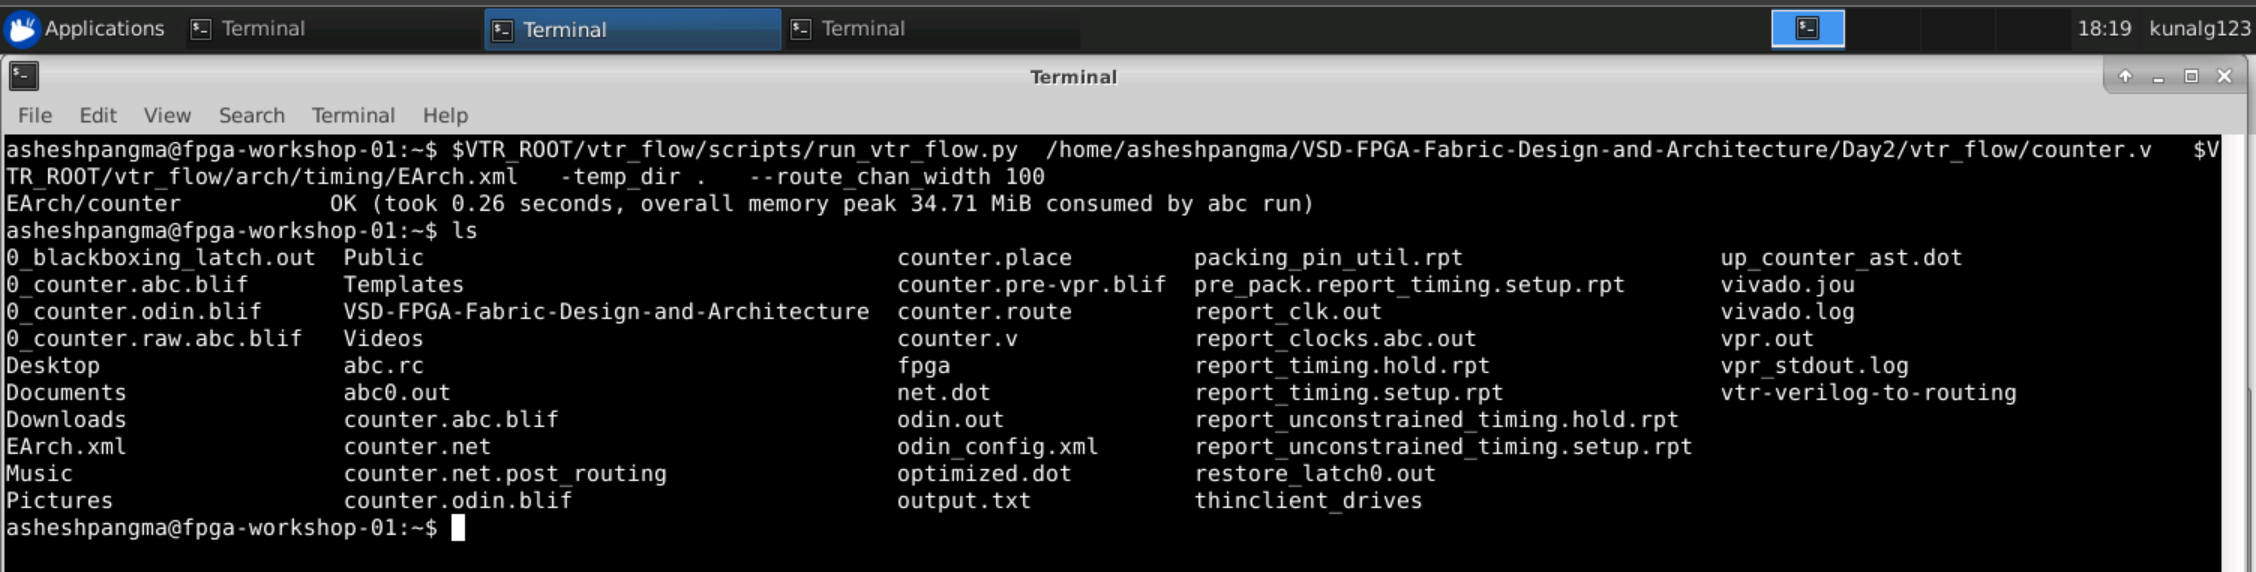 Applications Terminal Terminal Terminal 18:19 kunalg123
Terminal
File Edit View Search Terminal Help
asheshpangma@fpga-workshop-01:~$ $VTR_ROOT/vtr_flow/scripts/run_vtr_flow.py  /home/asheshpangma/VSD-FPGA-Fabric-Design-and-Architecture/Day2/vtr_flow/counter.v   $V
TR_ROOT/vtr_flow/arch/timing/EArch.xml   -temp_dir .   --route_chan_width 100
EArch/counter           OK (took 0.26 seconds, overall memory peak 34.71 MiB consumed by abc run)
asheshpangma@fpga-workshop-01:~$ ls
0_blackboxing_latch.out  Public                                   counter.place         packing_pin_util.rpt                   up_counter_ast.dot
0_counter.abc.blif       Templates                                counter.pre-vpr.blif  pre_pack.report_timing.setup.rpt       vivado.jou
0_counter.odin.blif      VSD-FPGA-Fabric-Design-and-Architecture  counter.route         report_clk.out                         vivado.log
0_counter.raw.abc.blif   Videos                                   counter.v             report_clocks.abc.out                  vpr.out
Desktop                  abc.rc                                   fpga                  report_timing.hold.rpt                 vpr_stdout.log
Documents                abc0.out                                 net.dot               report_timing.setup.rpt                vtr-verilog-to-routing
Downloads                counter.abc.blif                         odin.out              report_unconstrained_timing.hold.rpt
EArch.xml                counter.net                              odin_config.xml       report_unconstrained_timing.setup.rpt
Music                    counter.net.post_routing                 optimized.dot         restore_latch0.out
Pictures                 counter.odin.blif                        output.txt            thinclient_drives
asheshpangma@fpga-workshop-01:~$